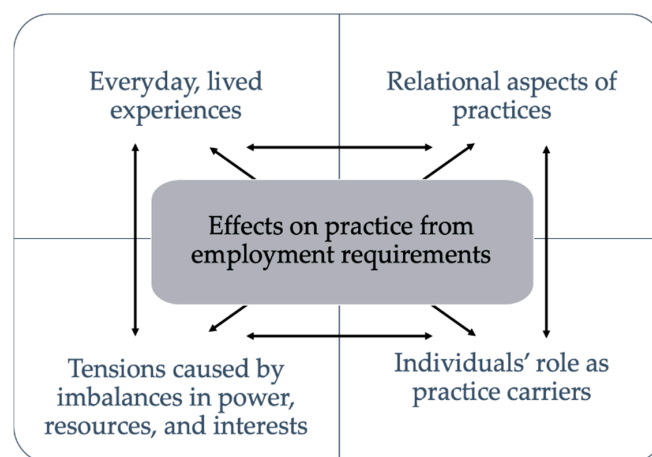 Everyday, lived
experiences
Relational aspects of
practices
Effects on practice from
employment requirements
Tensions caused by
imbalances in power,
resources, and interests
Individuals’ role as
practice carriers